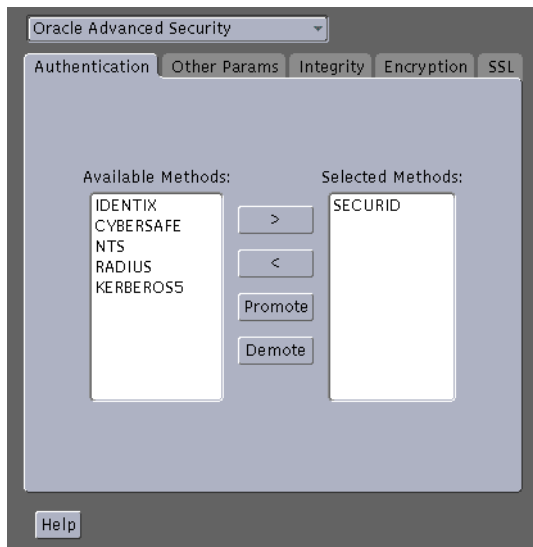 Oracle Advanced Security
Authentication Other Params Integrity Encryption SSL
Available Methods: Selected Methods:
IDENTIX
CYBERSAFE
NTS
RADIUS
KERBEROS5
>
<
Promote
Demote
SECURID
Help